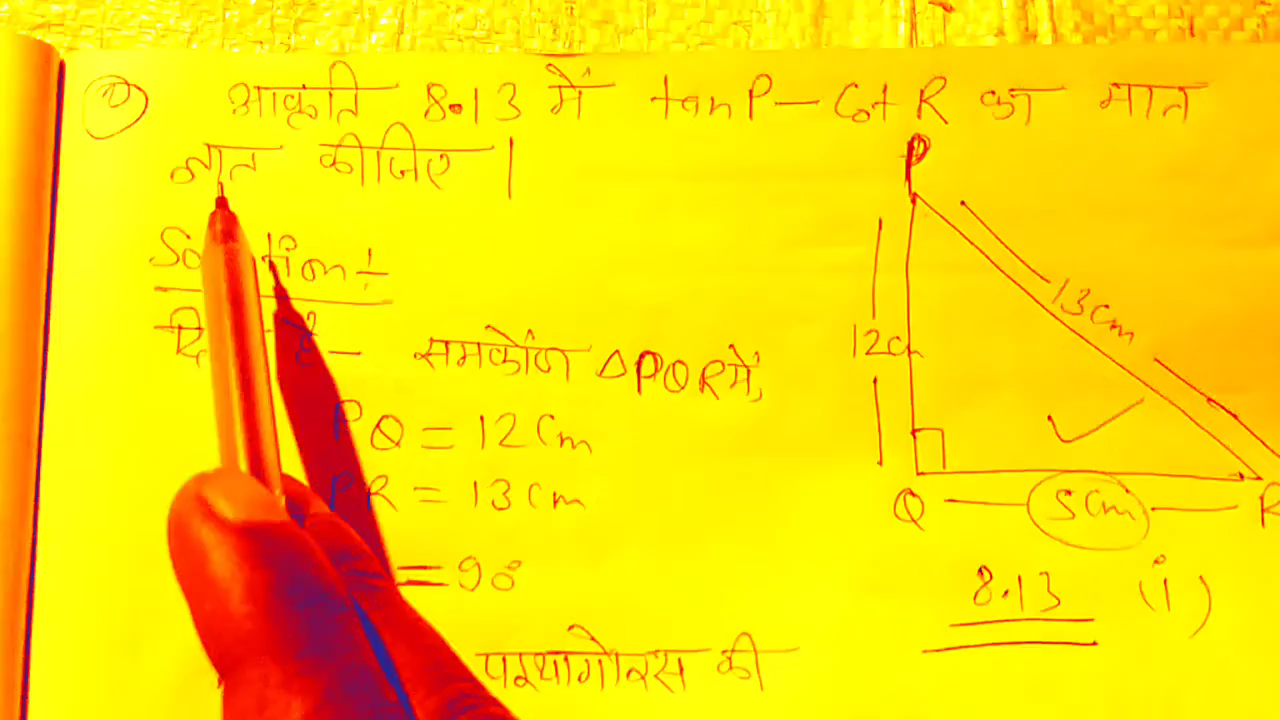 २) आकृति 8.13 में tan P - Cot R का मान
ज्ञात कीजिए।
P
13 cm
समकोण △PQR में,
12 cm
PQ = 12 Cm
PR = 13 cm
Q 5 Cm R
= 90°
8.13 (i)
पाइथागोरस की